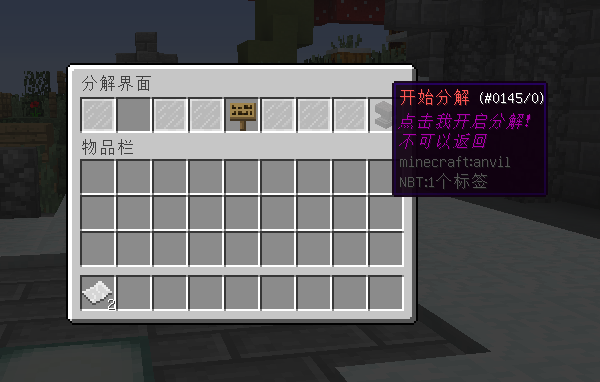 分解界面
开始分解 (#0145/0)
点击我开启分解!
不可以返回
minecraft:anvil
NBT:1个标签
物品栏
2